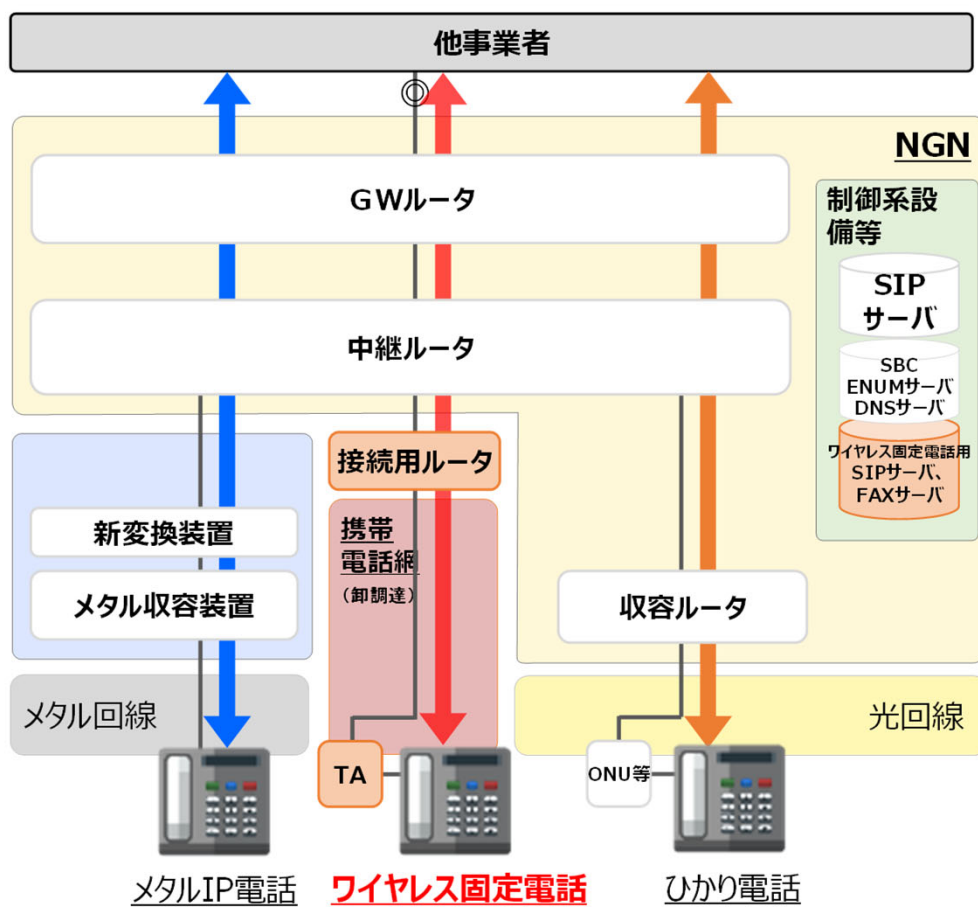 他事業者
NGN
GWルータ
制御系設
備等
SIP
サーバ
中継ルータ
SBC
ENUMサーバ
DNSサーバ
接続用ルータ
ワイヤレス固定電話用
SIPサーバ、
FAXサーバ
新変換装置
携帯
電話網
(卸調達)
メタル収容装置
収容ルータ
メタル回線
光回線
TA
ONU等
メタルIP電話
ワイヤレス固定電話
ひかり電話